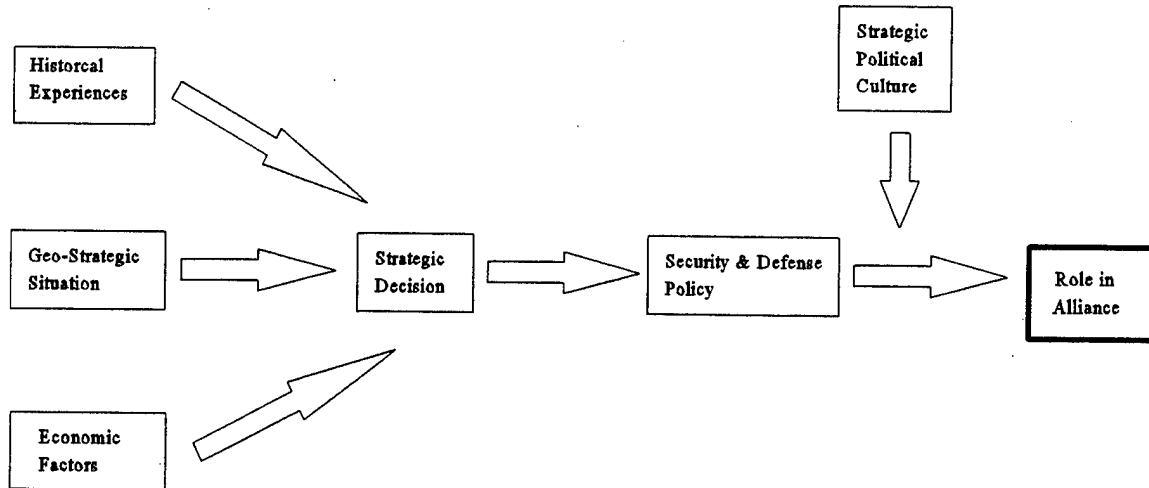 Historcal
Experiences
Strategic
Political
Culture
Geo-Strategic
Situation
Strategic
Decision
Security & Defense
Policy
Role in
Alliance
Economic
Factors